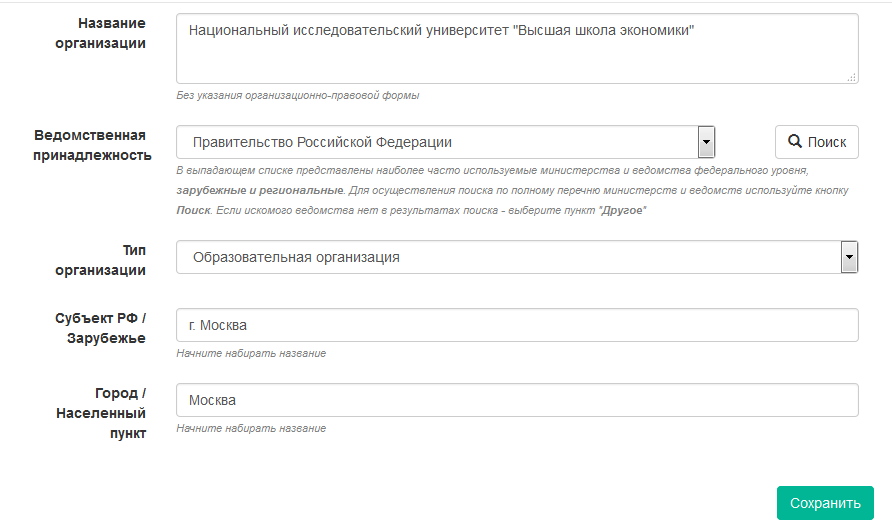 Название
организации
Национальный исследовательский университет "Высшая школа экономики"
Без указания организационно-правовой формы
Ведомственная
принадлежность
Правительство Российской Федерации
Поиск
В выпадающем списке представлены наиболее часто используемые министерства и ведомства федерального уровня,
зарубежные и региональные. Для осуществления поиска по полному перечню министерств и ведомств используйте кнопку
Поиск. Если искомого ведомства нет в результатах поиска - выберите пункт "Другое"
Тип
организации
Образовательная организация
Субъект РФ /
Зарубежье
г. Москва
Начните набирать название
Город /
Населенный
пункт
Москва
Начните набирать название
Сохранить